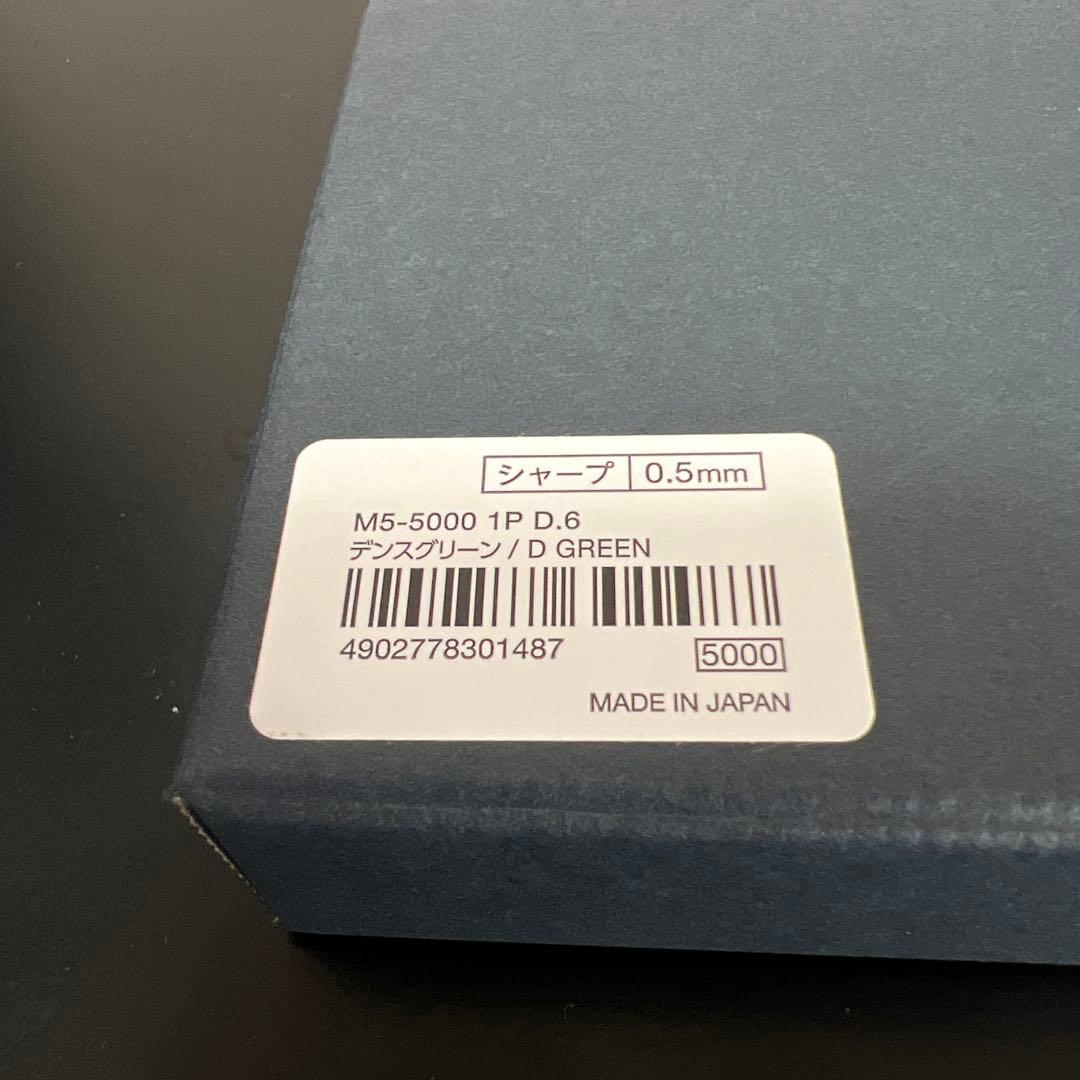 シャープ 0.5mm
M5-5000 1P D.6
デンスグリーン / D GREEN
4902778301487 5000
MADE IN JAPAN